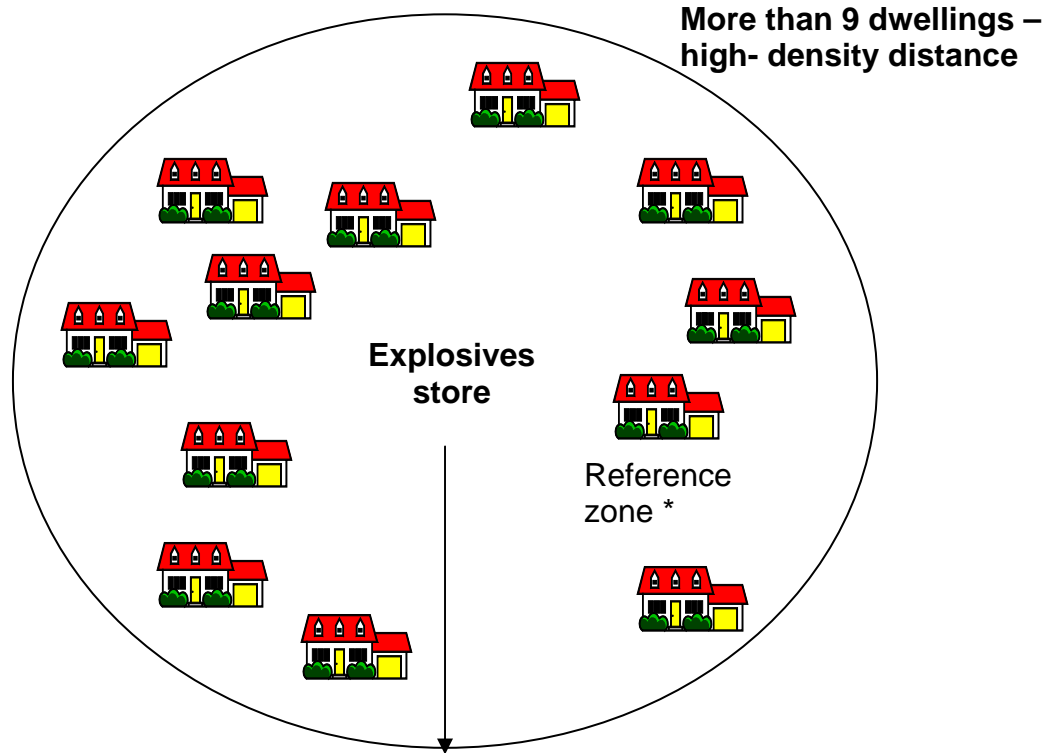 More than 9 dwellings –
high- density distance
Explosives
store
Reference
zone *